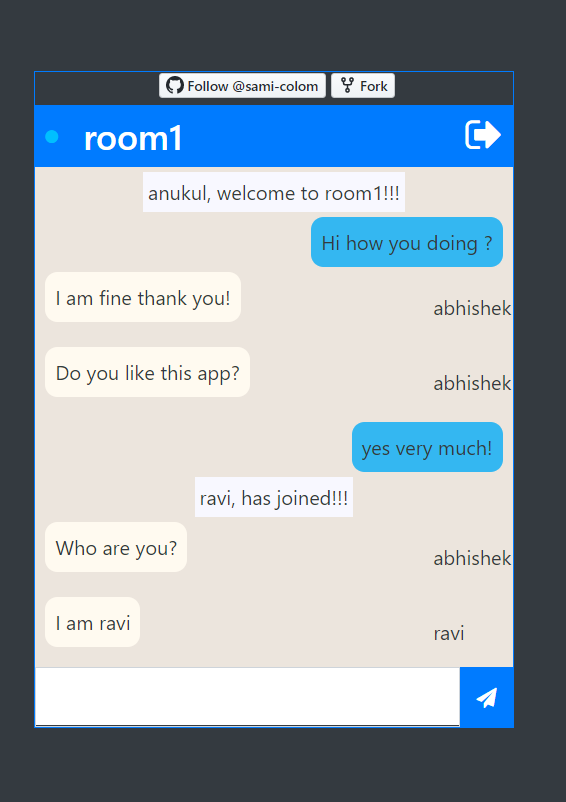 Follow @sami-colom Fork
room1
anukul, welcome to room1!!!
Hi how you doing ?
I am fine thank you!
abhishek
Do you like this app?
abhishek
yes very much!
ravi, has joined!!!
Who are you?
abhishek
I am ravi
ravi